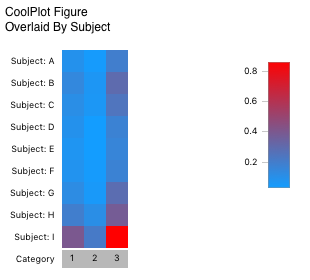 CoolPlot Figure
Overlaid By Subject
Subject: A
Subject: B
Subject: C
Subject: D
Subject: E
Subject: F
Subject: G
Subject: H
Subject: I
Category 1 2 3
0.8
0.6
0.4
0.2